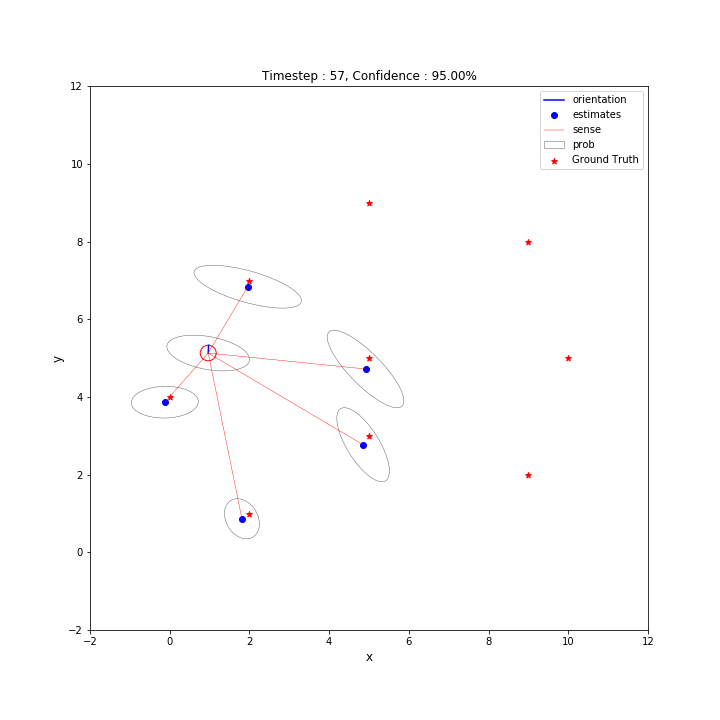 Timestep : 57, Confidence : 95.00%
orientation
estimates
sense
prob
Ground Truth
12
10
8
6
4
2
0
−2
y
−2 0 2 4 6 8 10 12
x